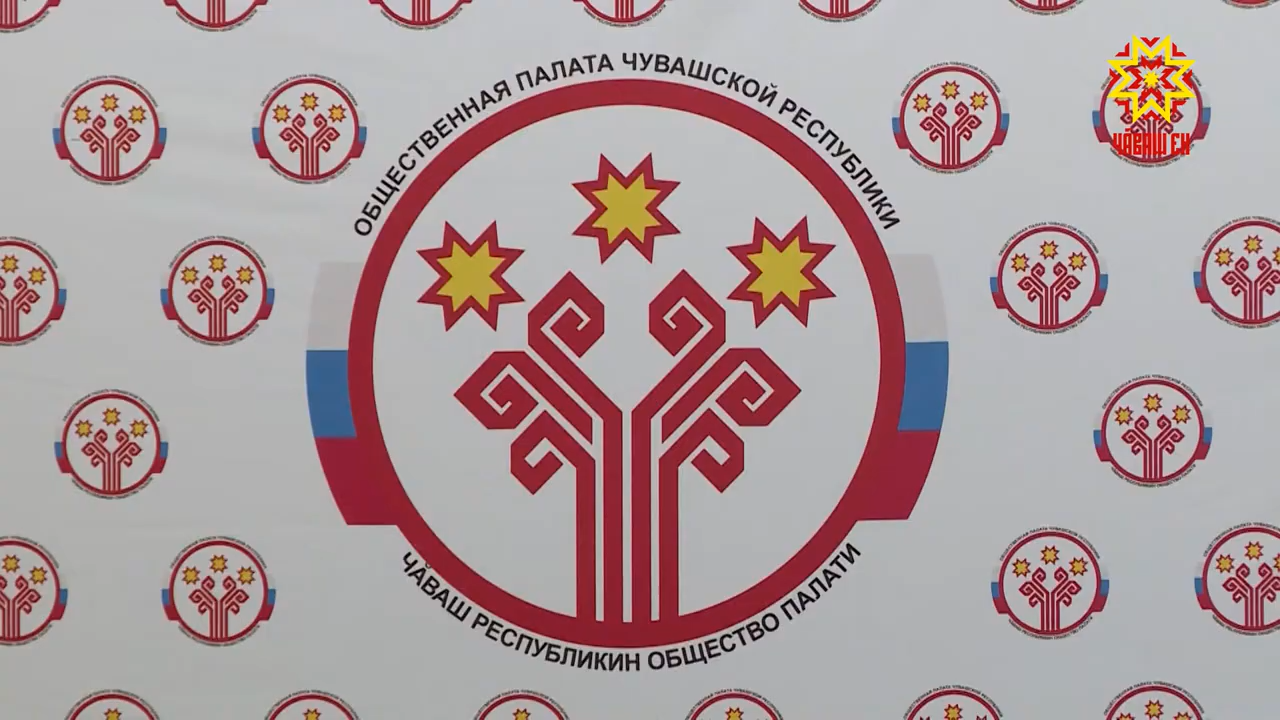 ОБЩЕСТВЕННАЯ ПАЛАТА ЧУВАШСКОЙ РЕСПУБЛИКИ
ЧӐВАШ РЕСПУБЛИКИН ОБЩЕСТВО ПАЛАТИ
ЧӐВАШ ЕН